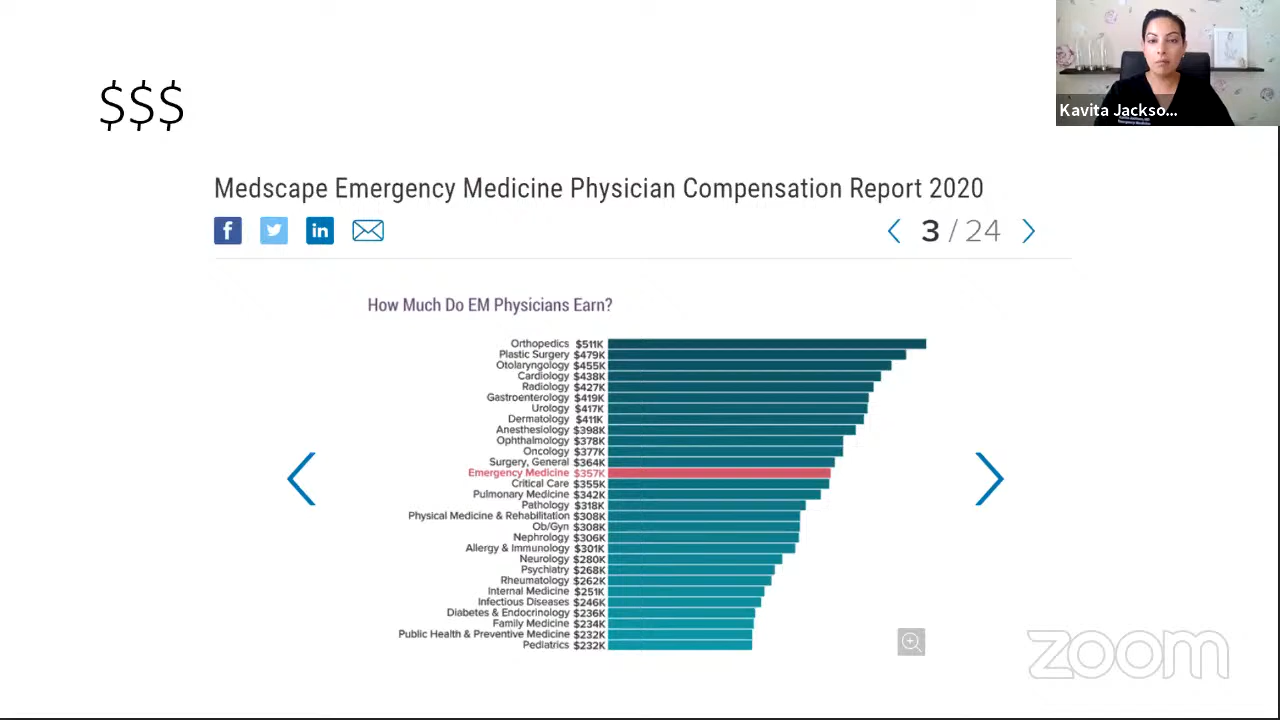 Kavita Jackso...
$$$
Medscape Emergency Medicine Physician Compensation Report 2020
f in 3 / 24
How Much Do EM Physicians Earn?
Orthopedics $511K
Plastic Surgery $479K
Otolaryngology $455K
Cardiology $438K
Radiology $427K
Gastroenterology $419K
Urology $417K
Dermatology $411K
Anesthesiology $398K
Ophthalmology $378K
Oncology $377K
Surgery, General $364K
Emergency Medicine $357K
Critical Care $355K
Pulmonary Medicine $342K
Pathology $318K
Physical Medicine & Rehabilitation $308K
Ob/Gyn $308K
Nephrology $306K
Allergy & Immunology $301K
Neurology $280K
Psychiatry $268K
Rheumatology $262K
Internal Medicine $251K
Infectious Diseases $246K
Diabetes & Endocrinology $236K
Family Medicine $234K
Public Health & Preventive Medicine $232K
Pediatrics $232K
zoom